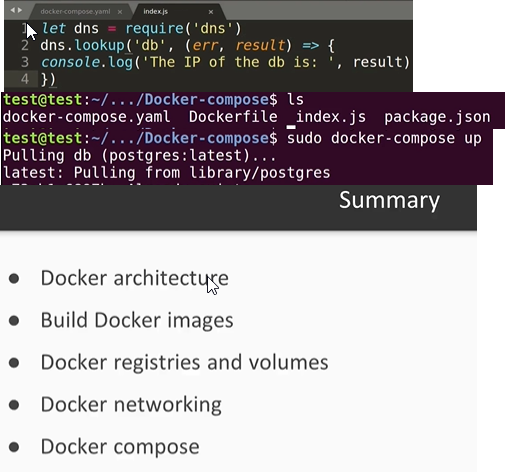 docker-compose.yaml × index.js ×
1 let dns = require('dns')
2 dns.lookup('db', (err, result) => {
3 console.log('The IP of the db is: ', result)
4 })
test@test:~/.../Docker-compose$ ls
docker-compose.yaml Dockerfile index.js package.json
test@test:~/.../Docker-compose$ sudo docker-compose up
Pulling db (postgres:latest)...
latest: Pulling from library/postgres
Summary
● Docker architecture
● Build Docker images
● Docker registries and volumes
● Docker networking
● Docker compose